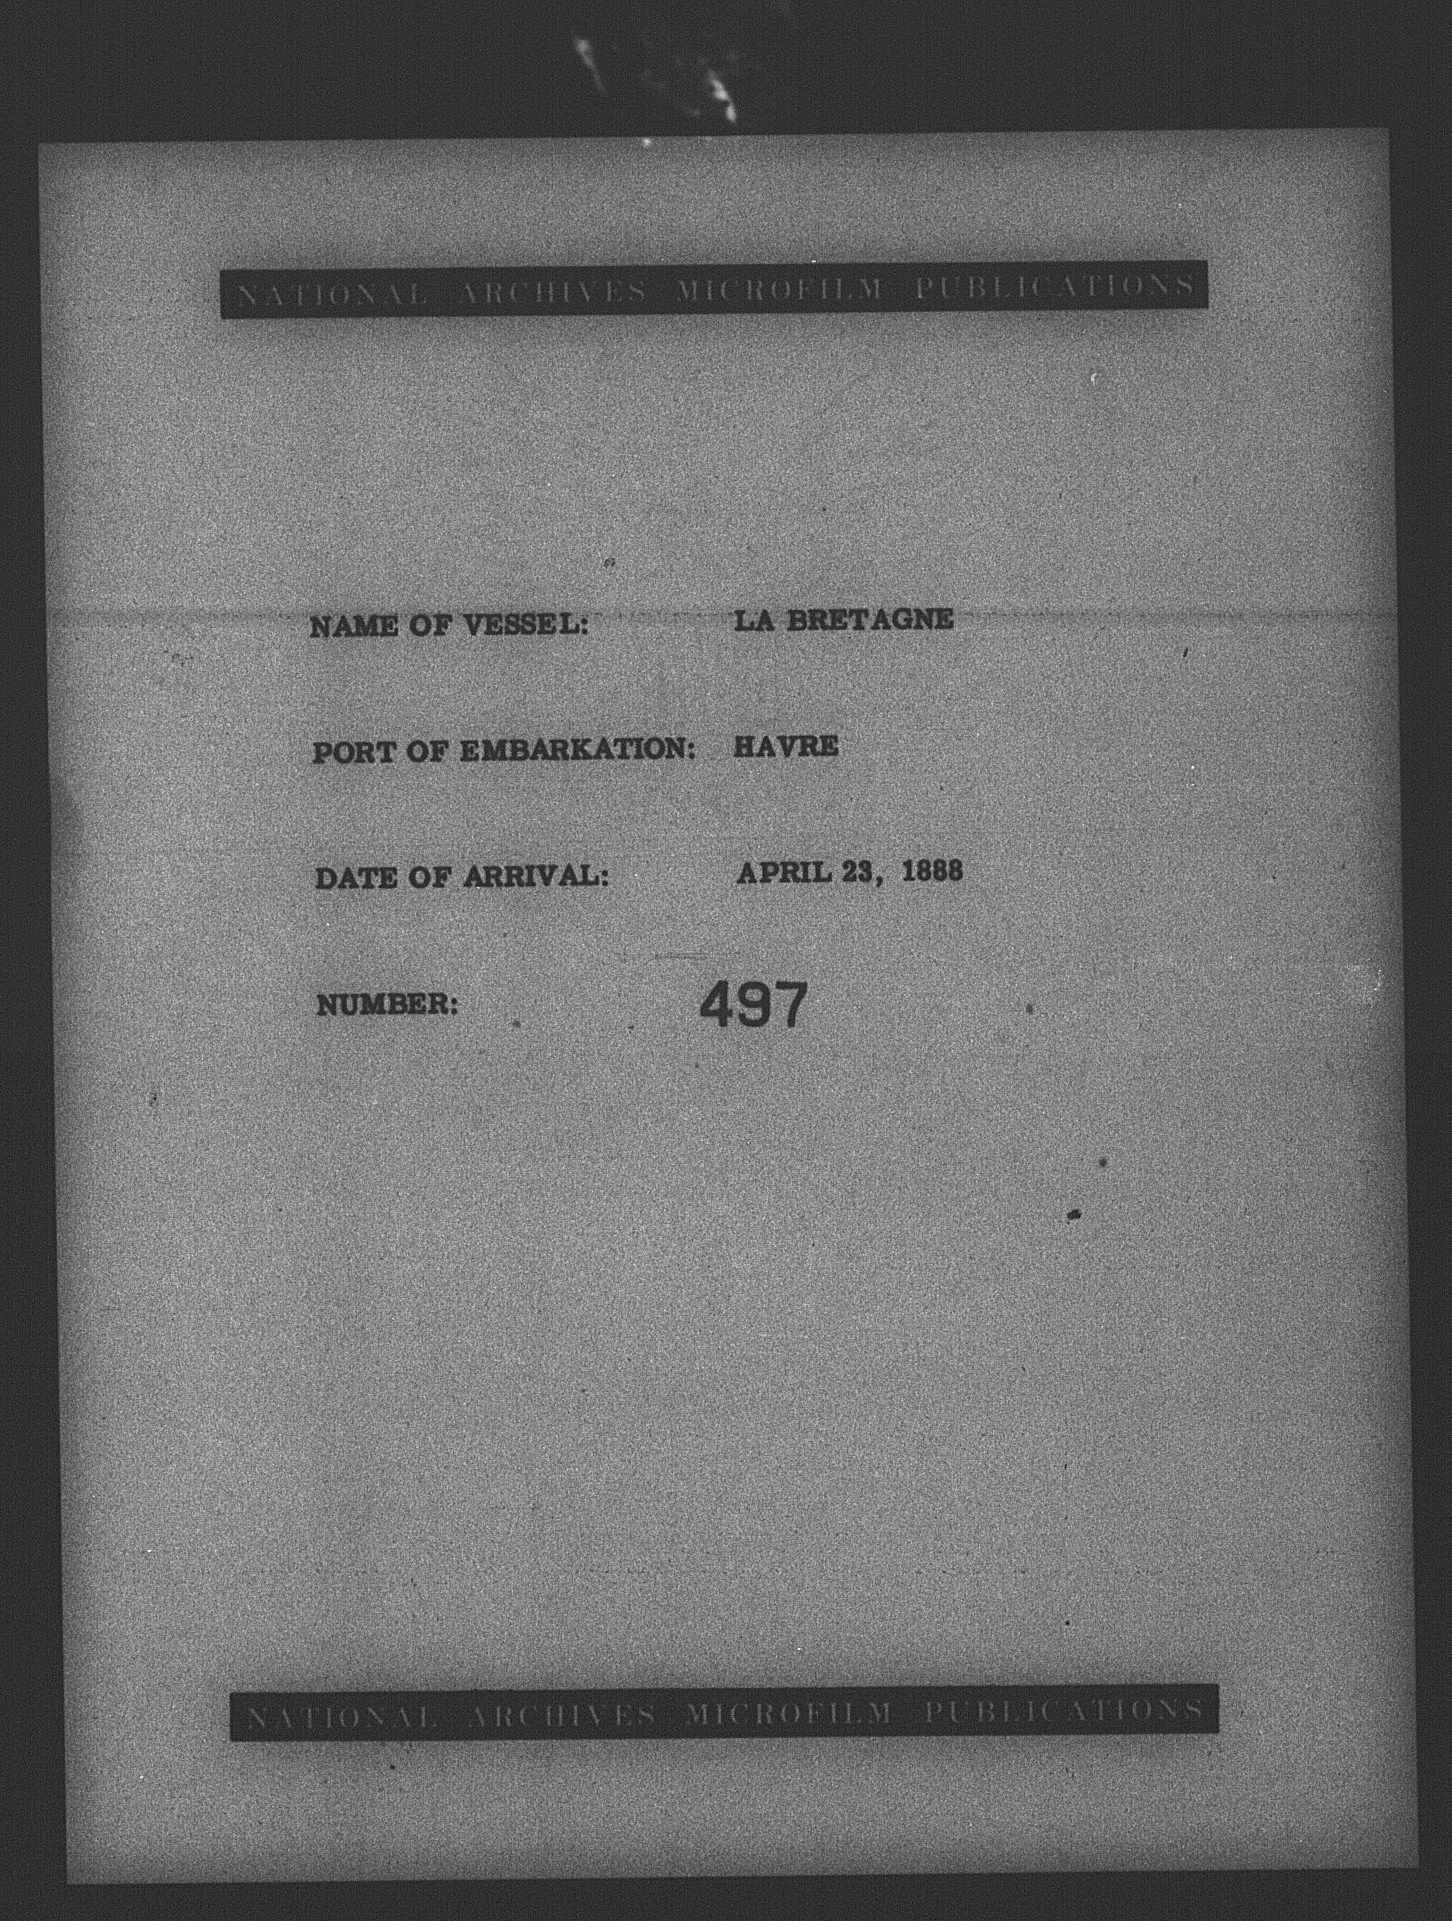 NATIONAL ARCHIVES MICROFILM PUBLICATIONS
NAME OF VESSEL: LA BRETAGNE
PORT OF EMBARKATION: HAVRE
DATE OF ARRIVAL: APRIL 23, 1888
NUMBER: 497
NATIONAL ARCHIVES MICROFILM PUBLICATIONS